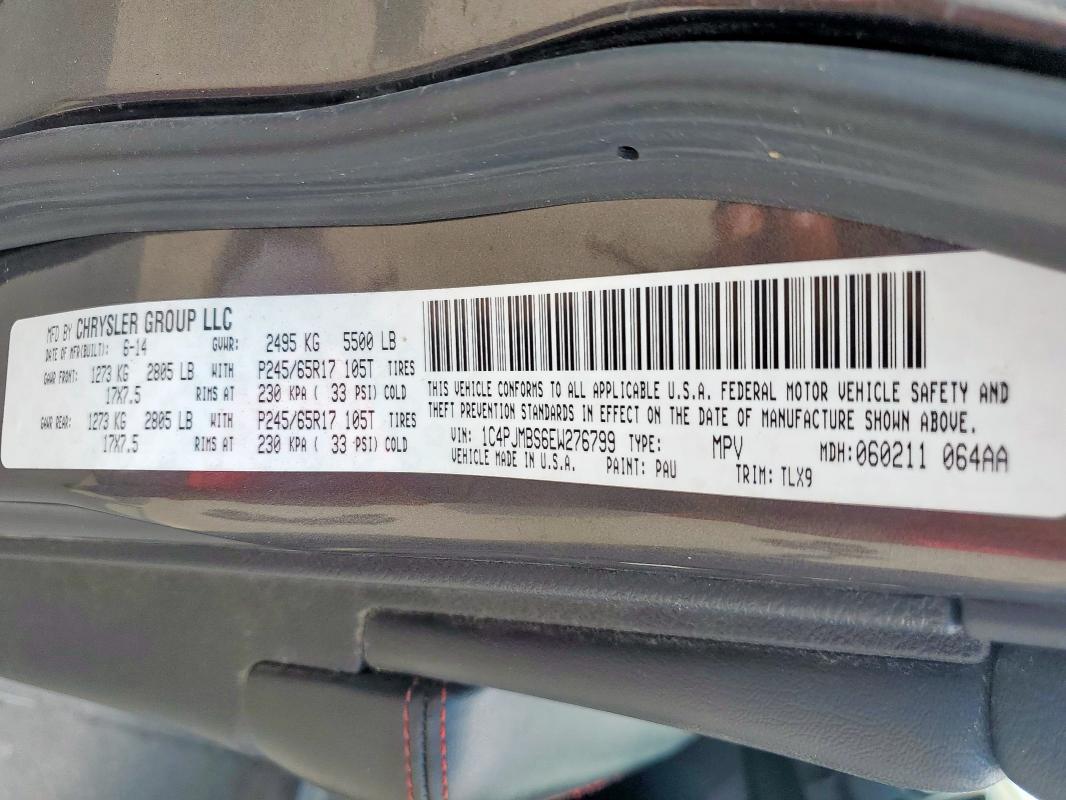 MFD BY CHRYSLER GROUP LLC
DATE OF MFR(BUILT): 6-14 GVWR: 2495 KG 5500 LB
GAWR FRONT: 1273 KG 2805 LB WITH P245/65R17 105T TIRES
17X7.5 RIMS AT 230 KPA ( 33 PSI) COLD
GAWR REAR: 1273 KG 2805 LB WITH P245/65R17 105T TIRES
17X7.5 RIMS AT 230 KPA ( 33 PSI) COLD
THIS VEHICLE CONFORMS TO ALL APPLICABLE U.S.A. FEDERAL MOTOR VEHICLE SAFETY AND
THEFT PREVENTION STANDARDS IN EFFECT ON THE DATE OF MANUFACTURE SHOWN ABOVE.
VIN: 1C4PJMBS6EW276799 TYPE: MPV MDH:060211 064AA
VEHICLE MADE IN U.S.A. PAINT: PAU TRIM: TLX9